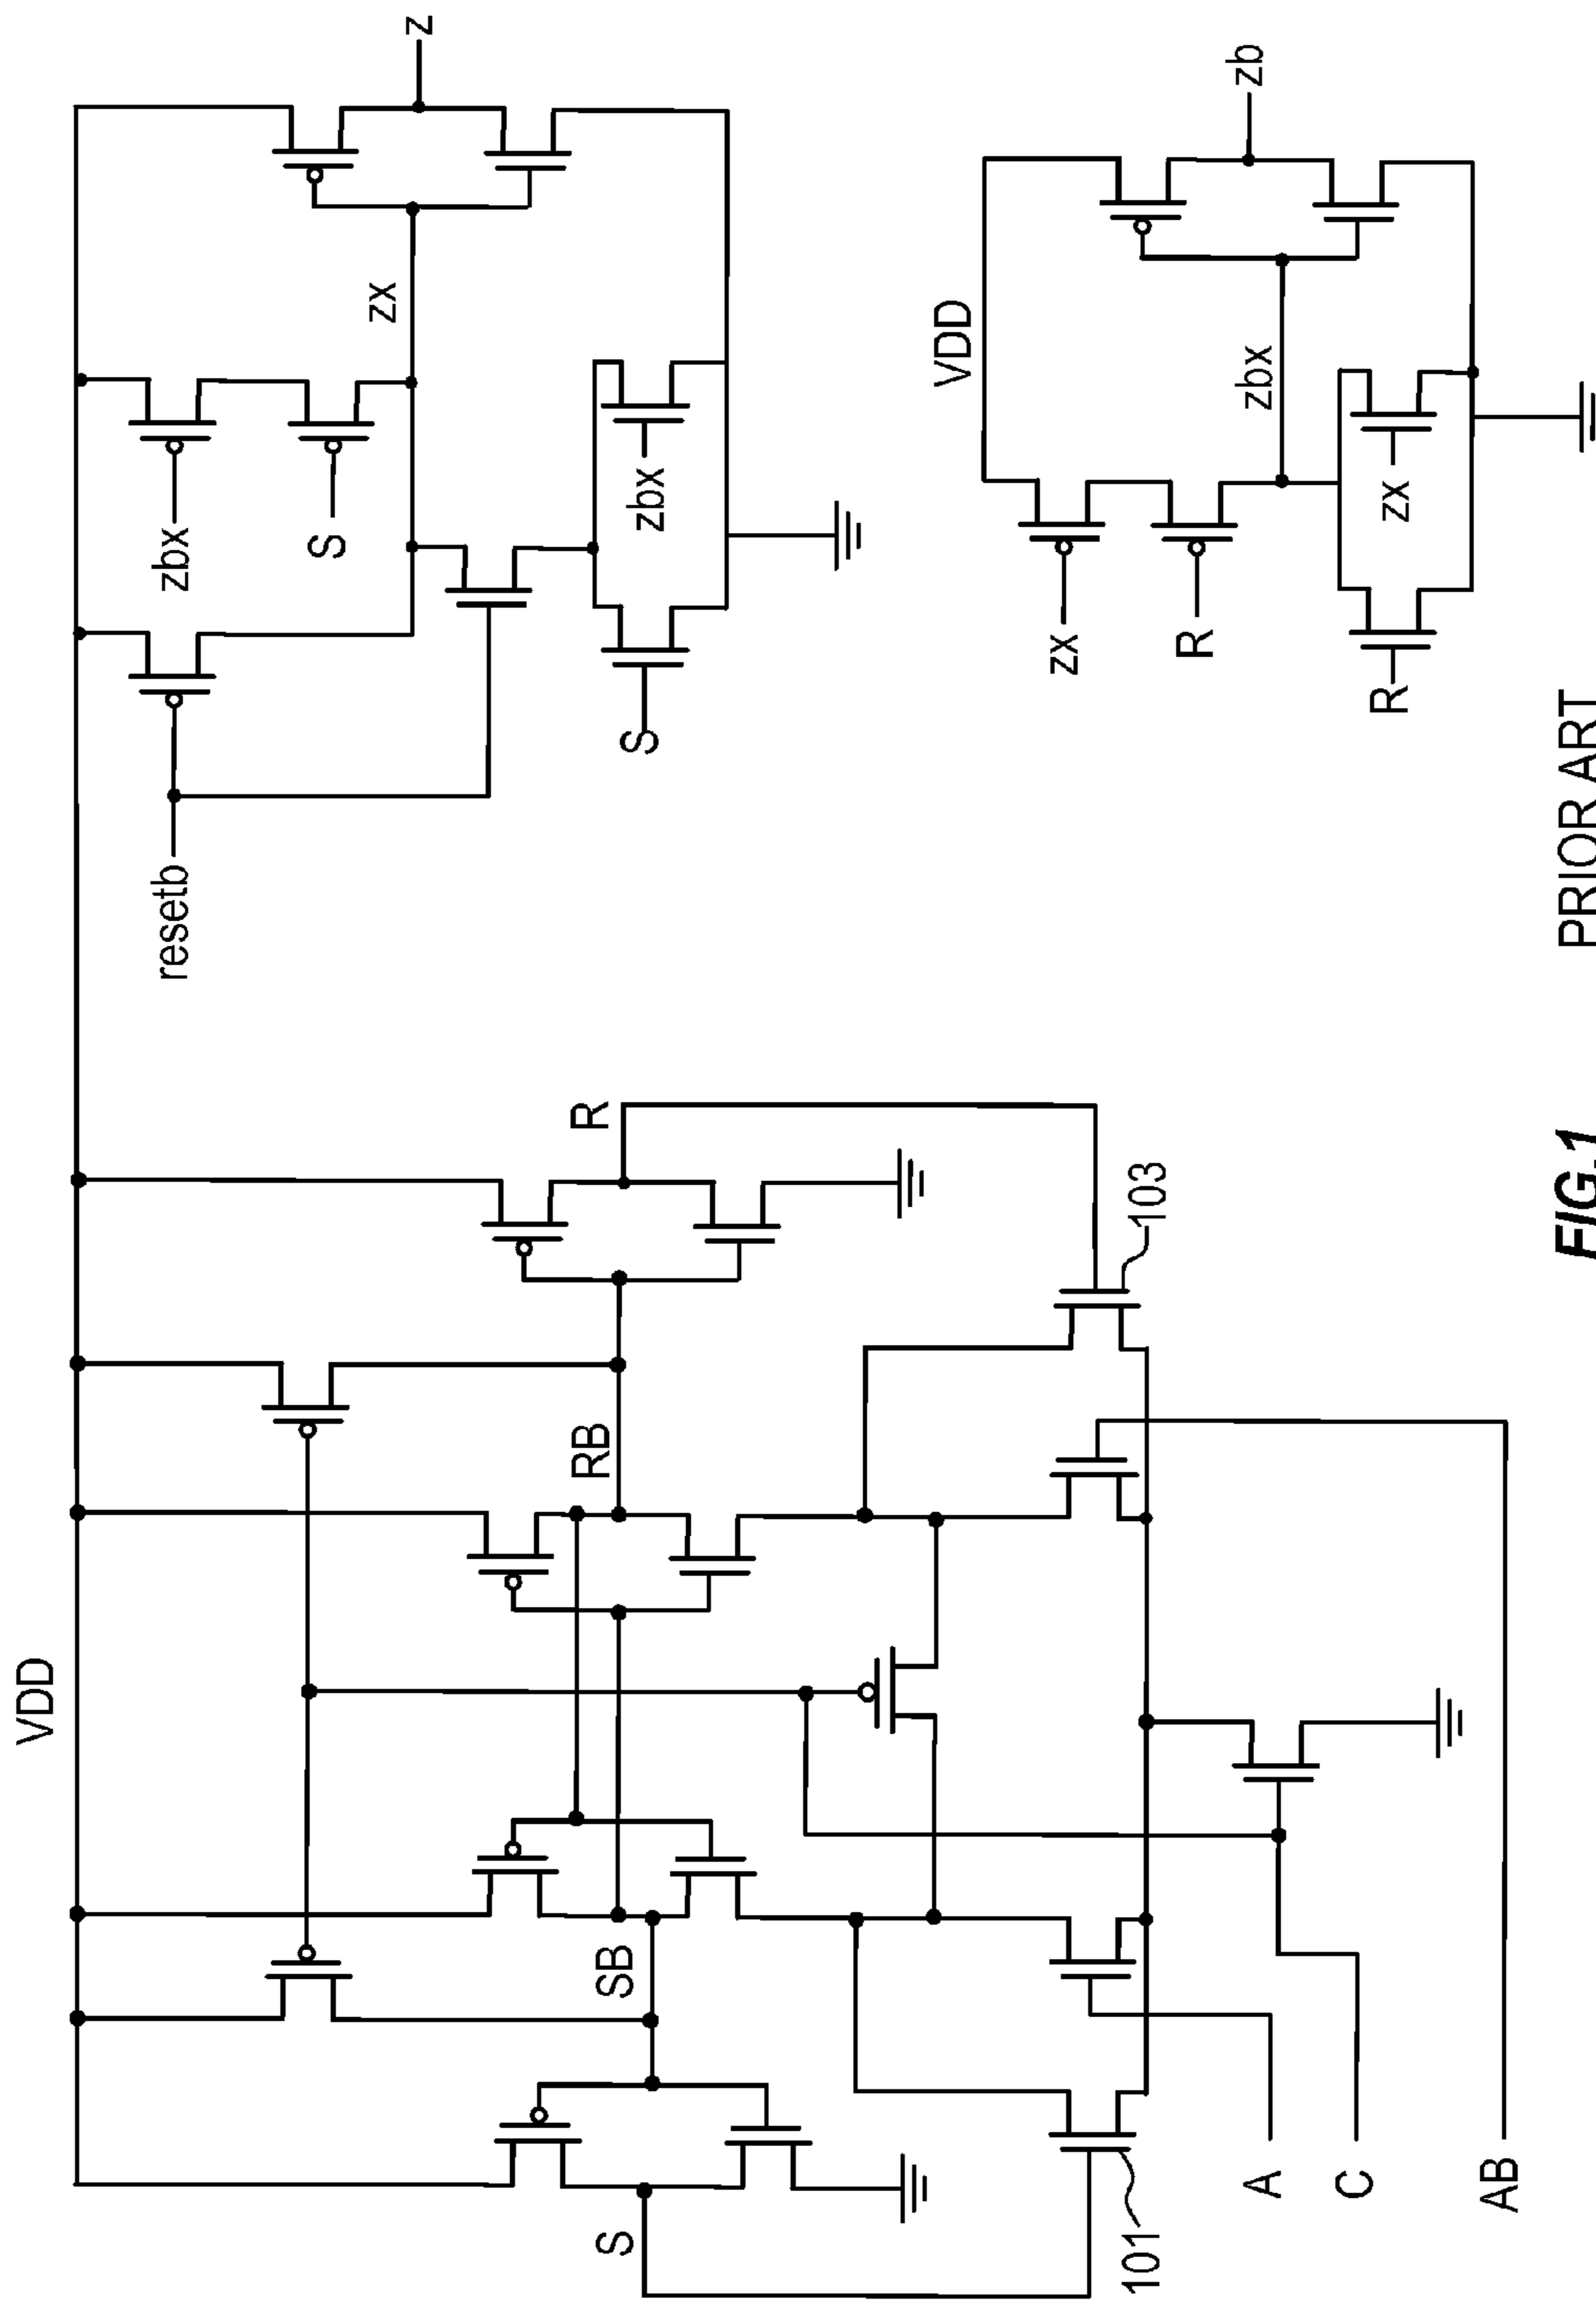 VDD
S
SB
RB
R
101
103
A
C
AB
resetb
zbx
S
zx
z
S
zbx
VDD
zx
R
zbx
zb
R
zx
FIG.1
PRIOR ART